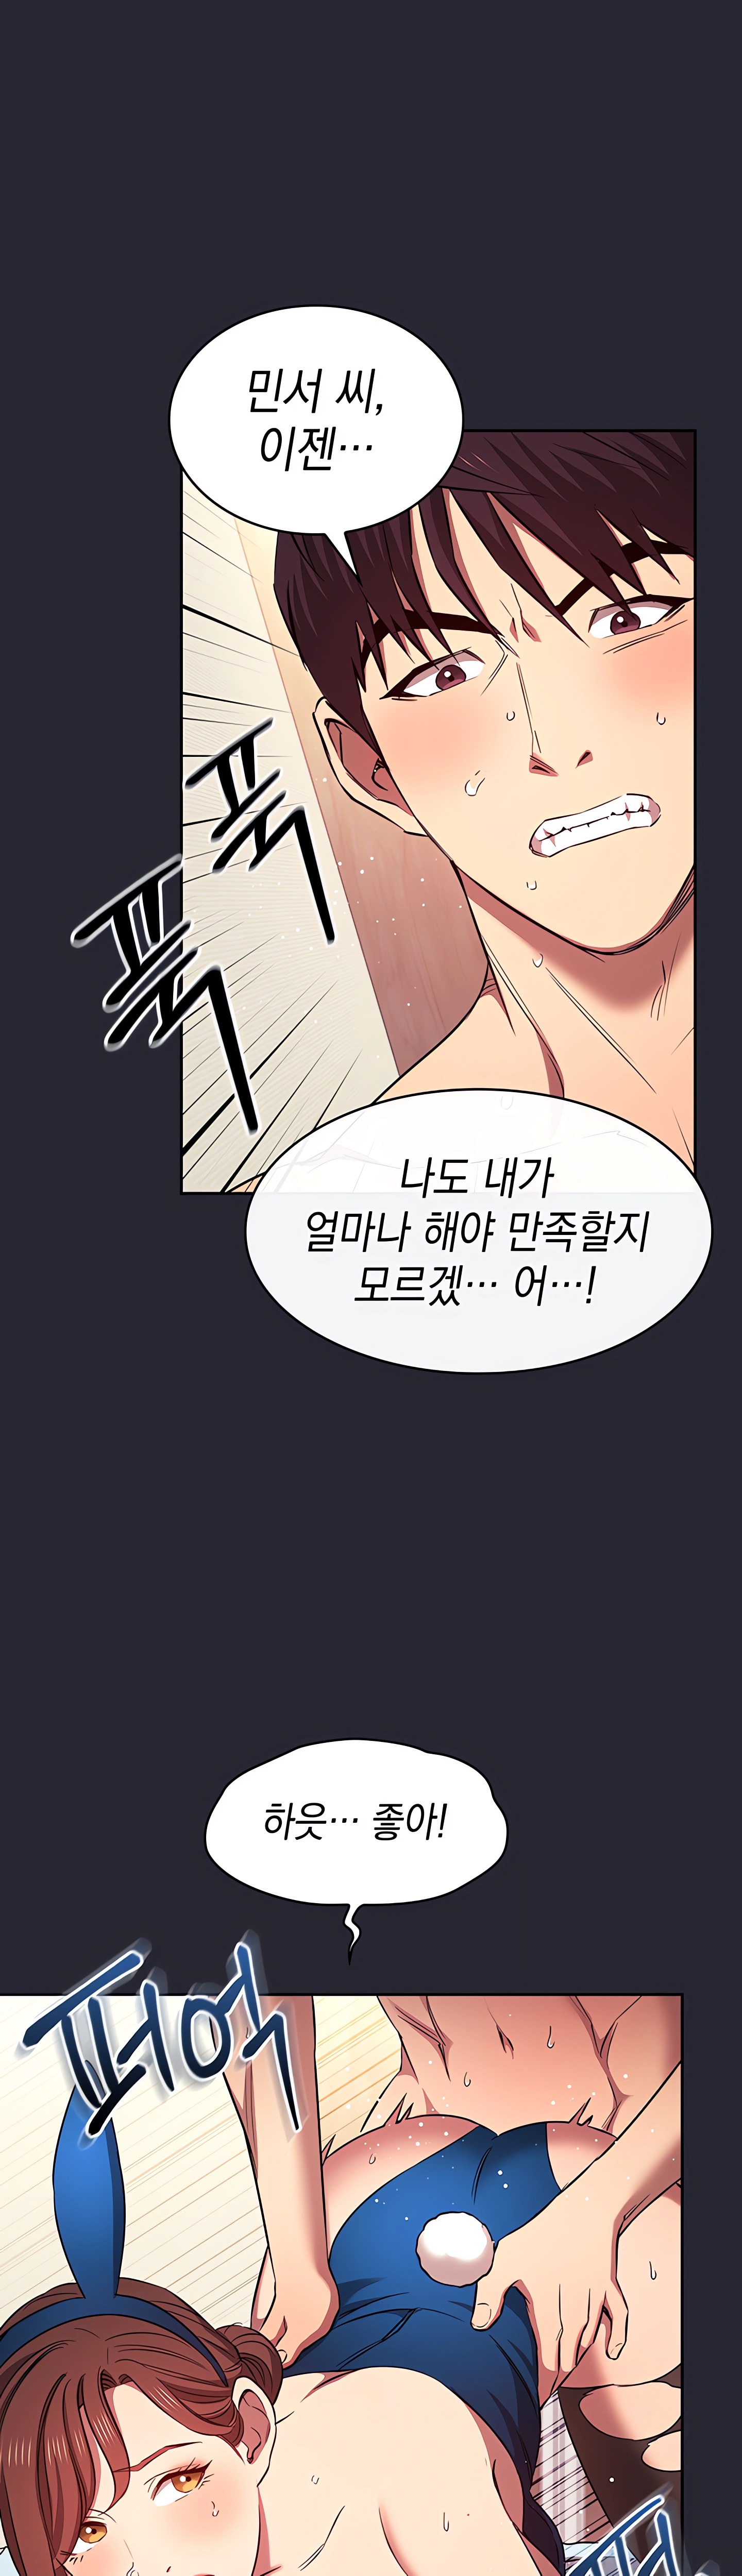 민서 씨,
이젠…
푹
푹
나도 내가
얼마나 해야 만족할지
모르겠… 어…!
하읏… 좋아!
퍼억